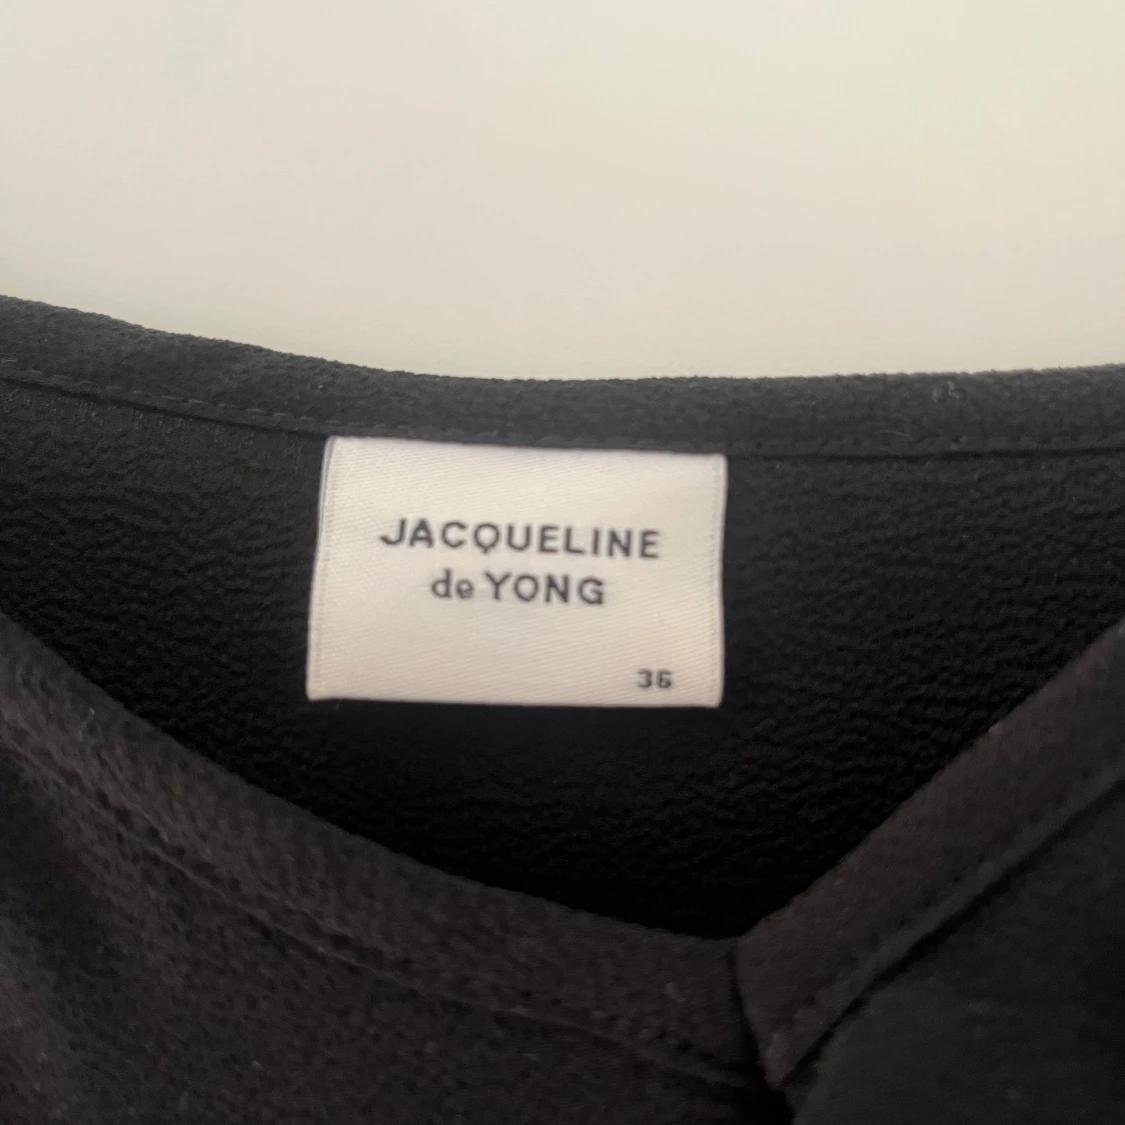 JACQUELINE
de YONG
36